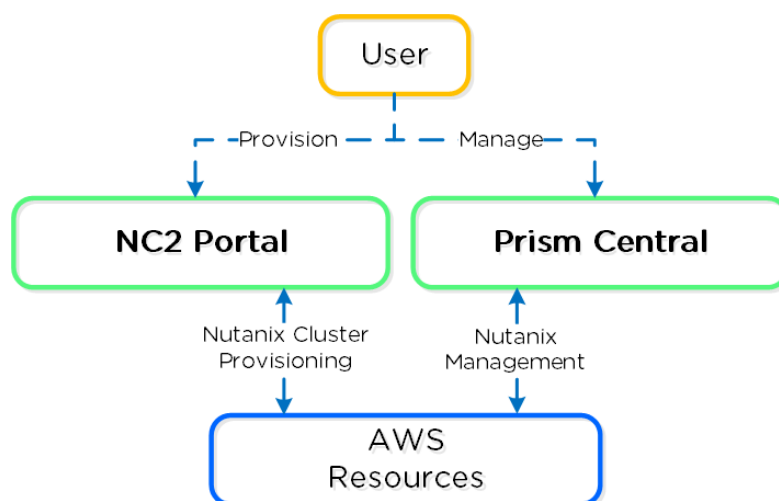 User
Provision
Manage
NC2 Portal
Prism Central
Nutanix Cluster
Provisioning
Nutanix
Management
AWS
Resources